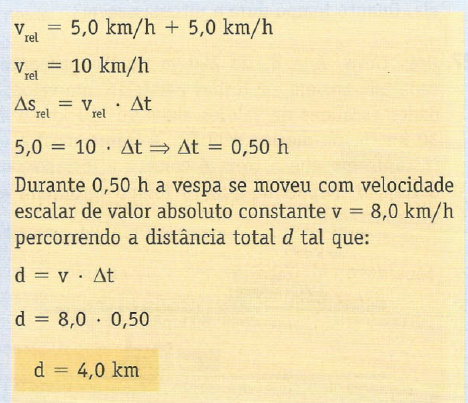 v_rel = 5,0 km/h + 5,0 km/h
v_rel = 10 km/h
Δs_rel = v_rel · Δt
5,0 = 10 · Δt ⇒ Δt = 0,50 h
Durante 0,50 h a vespa se moveu com velocidade
escalar de valor absoluto constante v = 8,0 km/h
percorrendo a distância total d tal que:
d = v · Δt
d = 8,0 · 0,50
d = 4,0 km